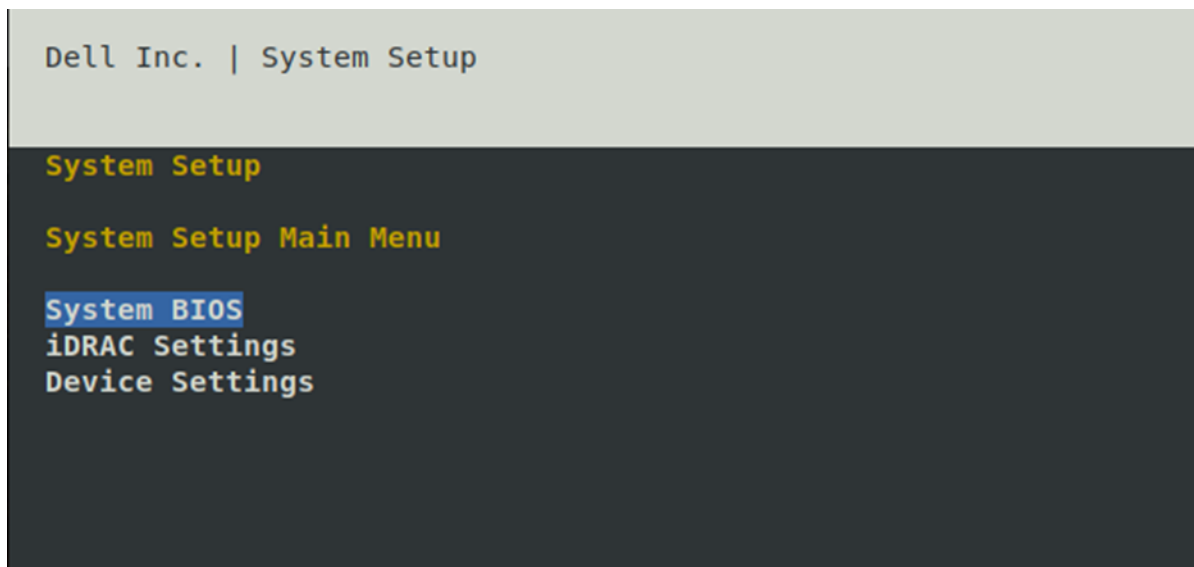 Dell Inc. | System Setup
System Setup
System Setup Main Menu
System BIOS
iDRAC Settings
Device Settings